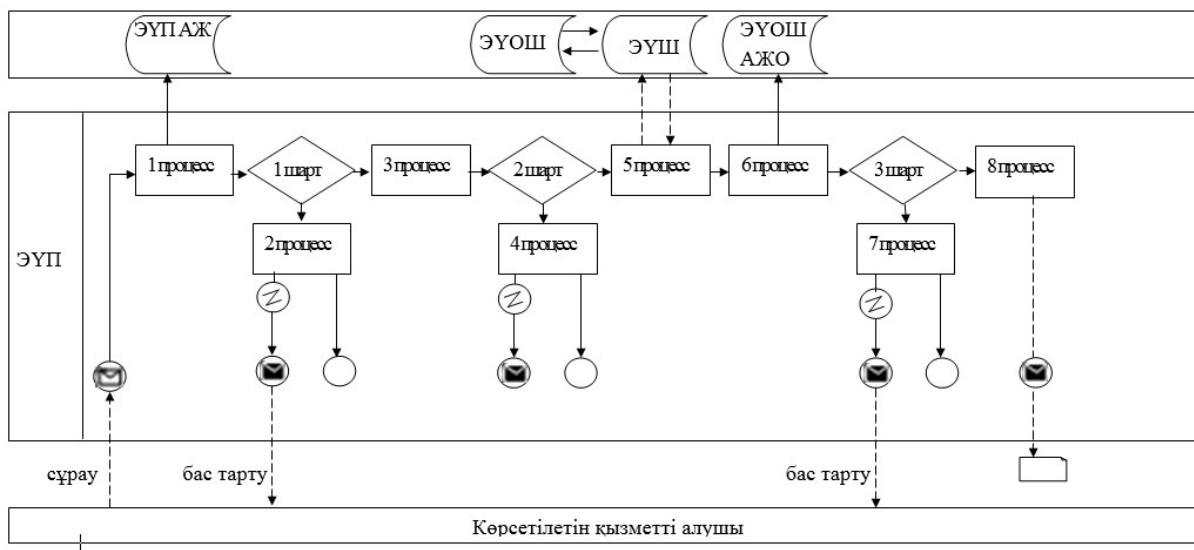 ЭҮП АЖ
ЭҮОШ
ЭҮШ
ЭҮОШ
АЖО
1 процесс
1 шарт
3 процесс
2 шарт
5 процесс
6 процесс
3 шарт
8 процесс
2 процесс
4 процесс
7 процесс
ЭҮП
сұрау
бас тарту
бас тарту
Көрсетілетін қызметті алушы